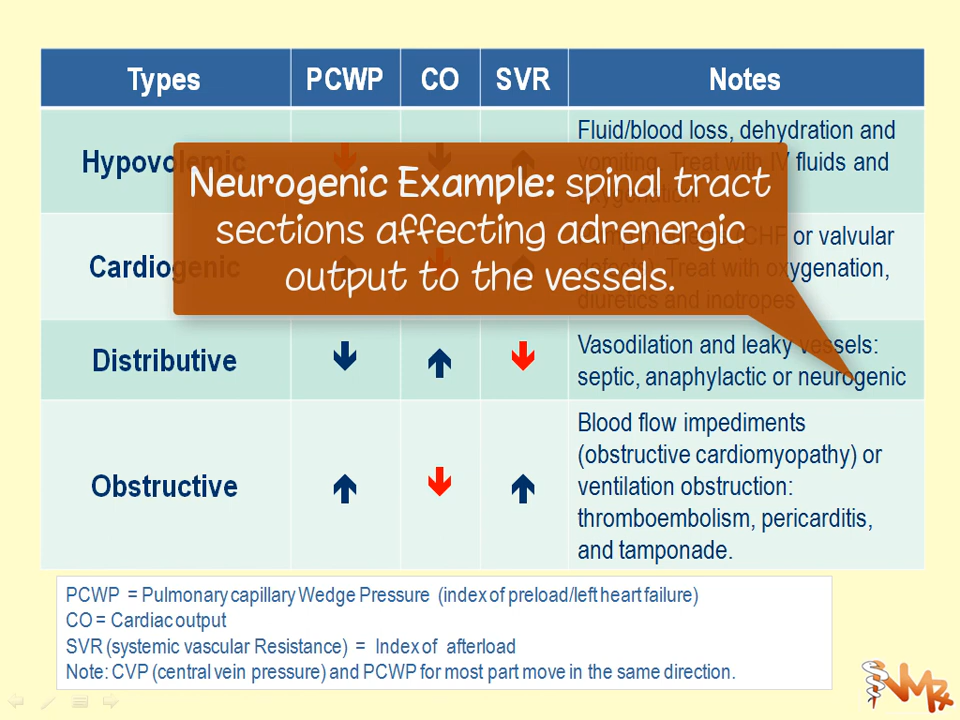 Types PCWP CO SVR Notes
Hypovolemic
Fluid/blood loss, dehydration and
vomiting. Treat with IV fluids and
oxygenation.
Neurogenic Example: spinal tract
sections affecting adrenergic
output to the vessels.
Cardiogenic
CHF or valvular
defects). Treat with oxygenation,
diuretics and inotropes
Distributive
Vasodilation and leaky vessels:
septic, anaphylactic or neurogenic
Obstructive
Blood flow impediments
(obstructive cardiomyopathy) or
ventilation obstruction:
thromboembolism, pericarditis,
and tamponade.
PCWP = Pulmonary capillary Wedge Pressure (index of preload/left heart failure)
CO = Cardiac output
SVR (systemic vascular Resistance) = Index of afterload
Note: CVP (central vein pressure) and PCWP for most part move in the same direction.